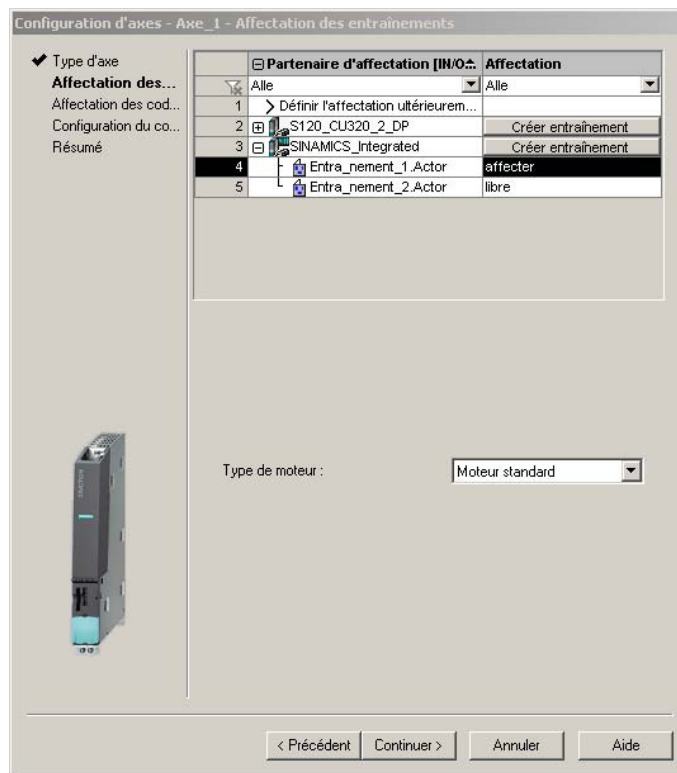 Configuration d'axes - Axe_1 - Affectation des entraînements
✔ Type d'axe
Affectation des...
Affectation des cod...
Configuration du co...
Résumé
Partenaire d'affectation [IN/O... Affectation
Alle Alle
1 > Définir l'affectation ultérieurem...
2 S120_CU320_2_DP Créer entraînement
3 SINAMICS_Integrated Créer entraînement
4 Entra_nement_1.Actor affecter
5 Entra_nement_2.Actor libre
SIMOTION
Type de moteur : Moteur standard
< Précédent Continuer > Annuler Aide